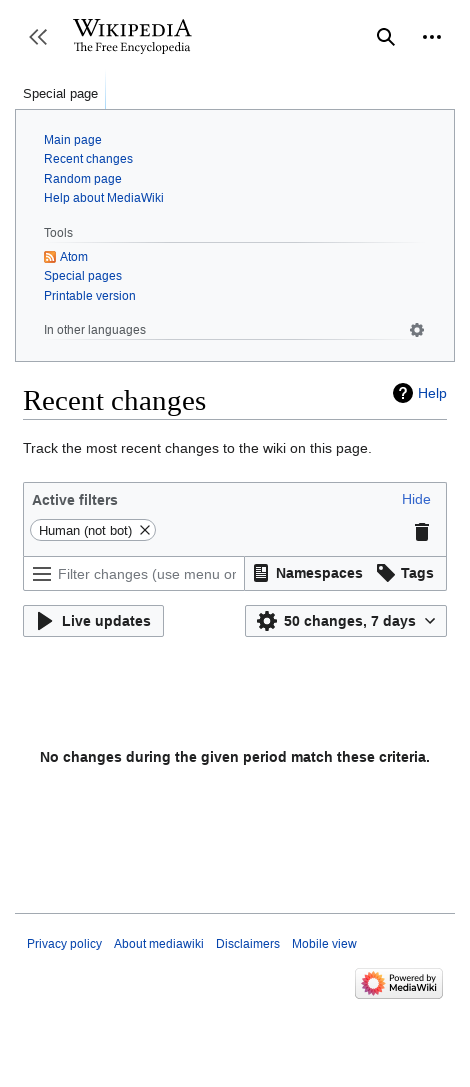 WIKIPEDIA
The Free Encyclopedia
Special page
Main page
Recent changes
Random page
Help about MediaWiki
Tools
Atom
Special pages
Printable version
In other languages
Recent changes
Help
Track the most recent changes to the wiki on this page.
Active filters
Hide
Human (not bot)
Filter changes (use menu or
Namespaces
Tags
Live updates
50 changes, 7 days
No changes during the given period match these criteria.
Privacy policy
About mediawiki
Disclaimers
Mobile view
Powered by
MediaWiki